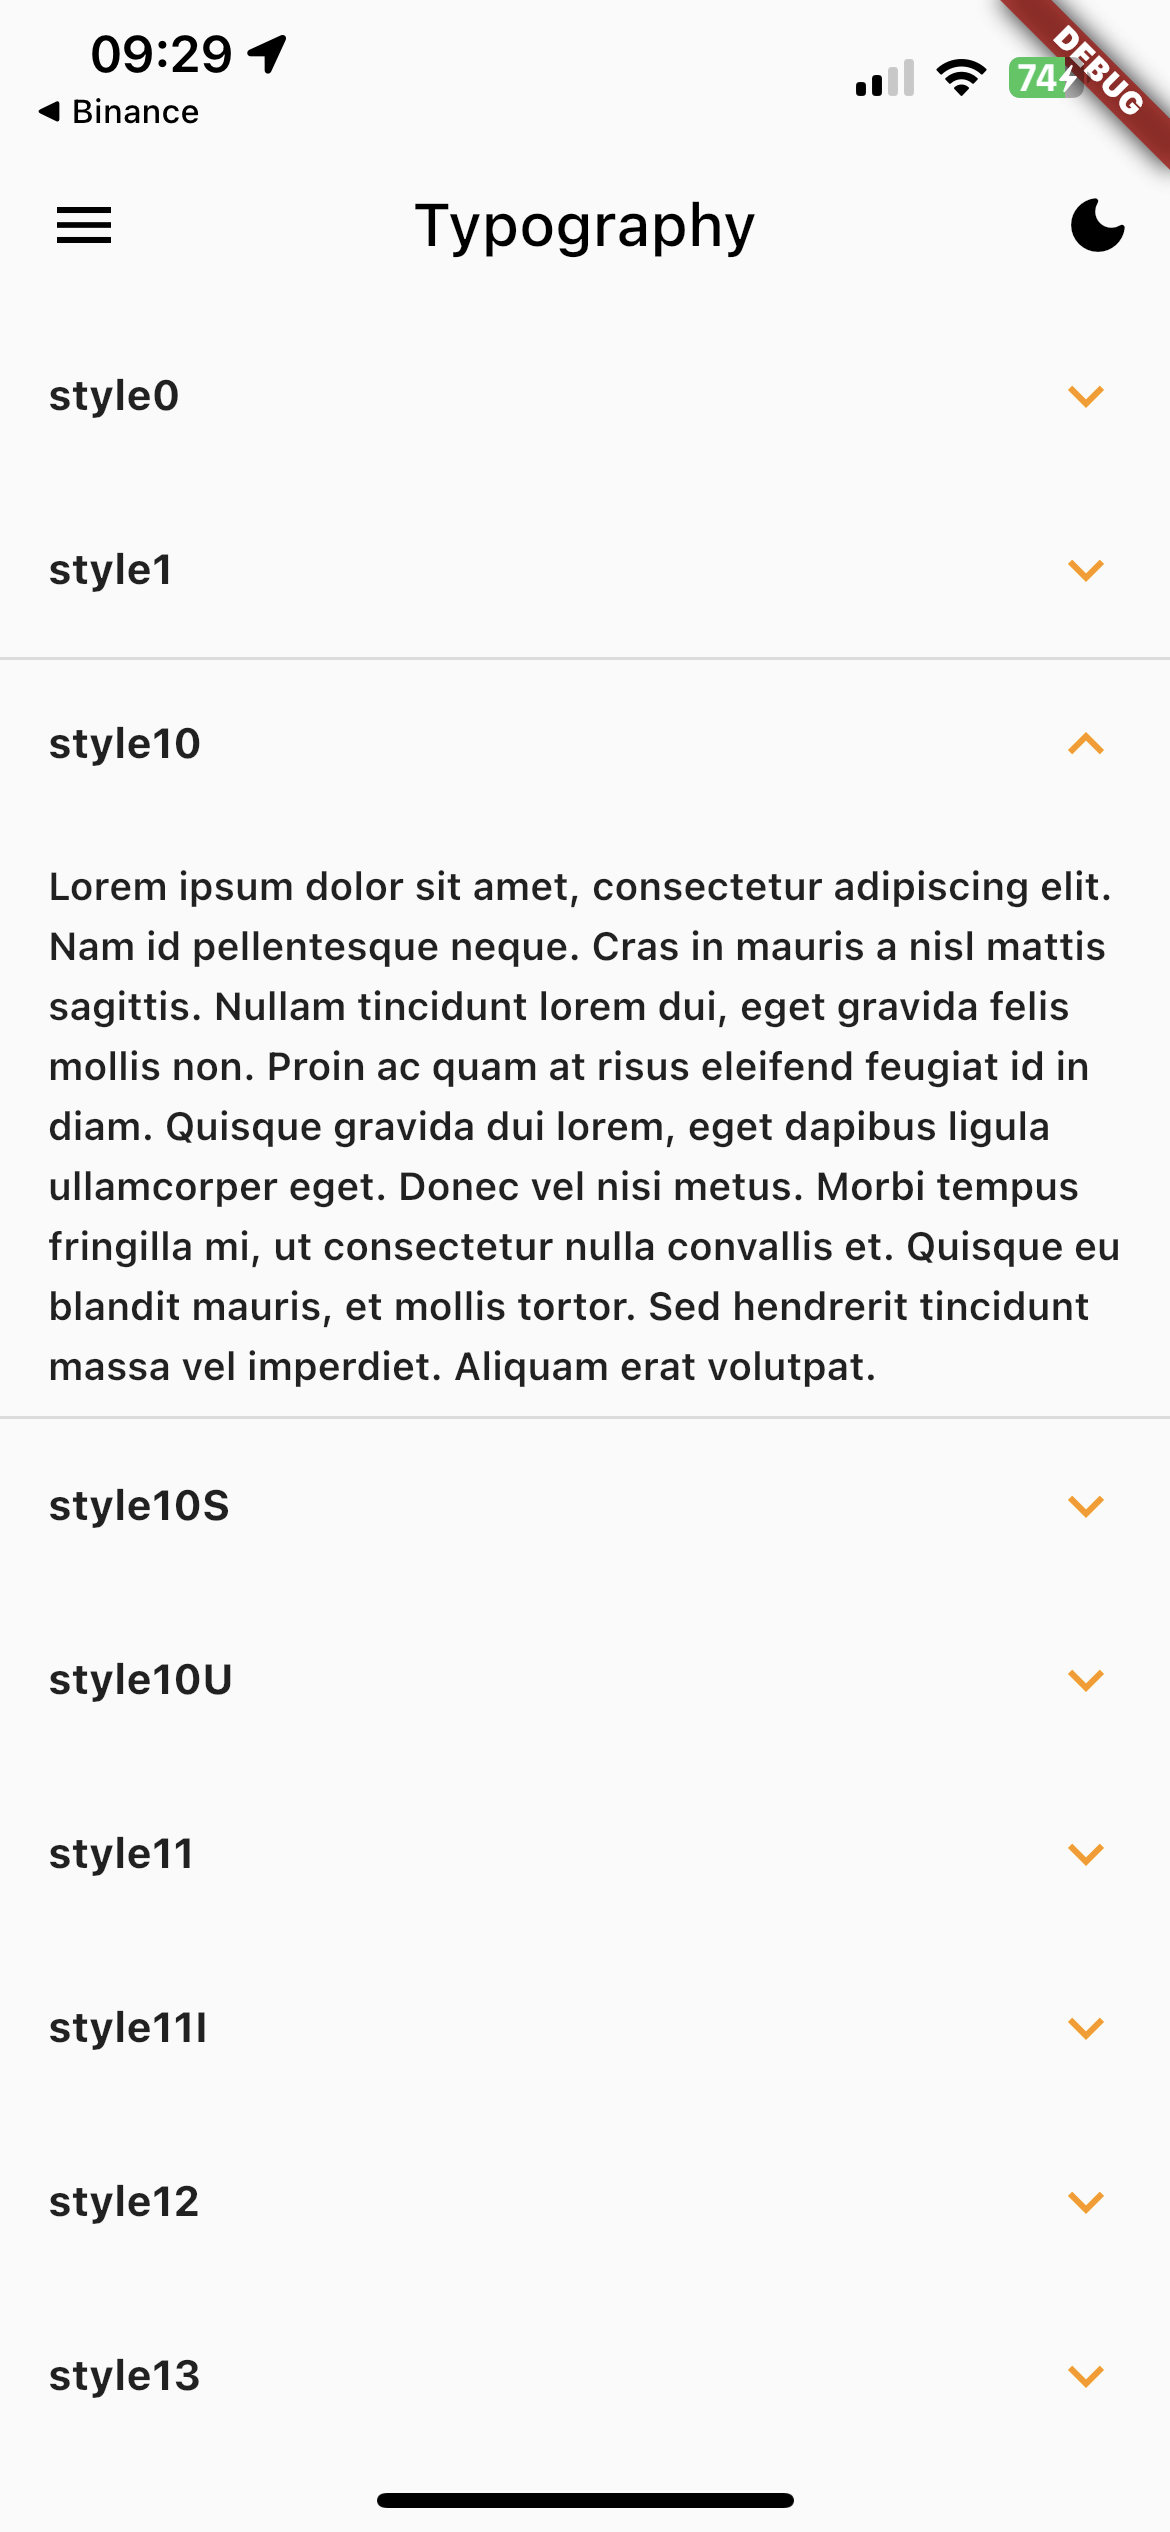 09:29
74
DEBUG
Binance
Typography
style0
style1
style10
Lorem ipsum dolor sit amet, consectetur adipiscing elit.
Nam id pellentesque neque. Cras in mauris a nisl mattis
sagittis. Nullam tincidunt lorem dui, eget gravida felis
mollis non. Proin ac quam at risus eleifend feugiat id in
diam. Quisque gravida dui lorem, eget dapibus ligula
ullamcorper eget. Donec vel nisi metus. Morbi tempus
fringilla mi, ut consectetur nulla convallis et. Quisque eu
blandit mauris, et mollis tortor. Sed hendrerit tincidunt
massa vel imperdiet. Aliquam erat volutpat.
style10S
style10U
style11
style11I
style12
style13